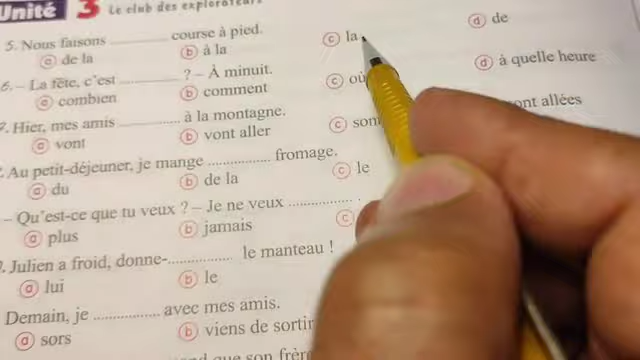 Unité 3 Le club des explorateurs
5. Nous faisons ............ course à pied.
a de la b à la c la d de
6. – La fête, c'est ............ ? – À minuit.
a combien b comment c où d à quelle heure
7. Hier, mes amis ............ à la montagne.
a vont b vont aller c sont allées
Au petit-déjeuner, je mange ............ fromage.
a du b de la c le
– Qu'est-ce que tu veux ? – Je ne veux ............ .
a plus b jamais c
Julien a froid, donne-............ le manteau !
a lui b le
Demain, je ............ avec mes amis.
a sors b viens de sortir
que son frère